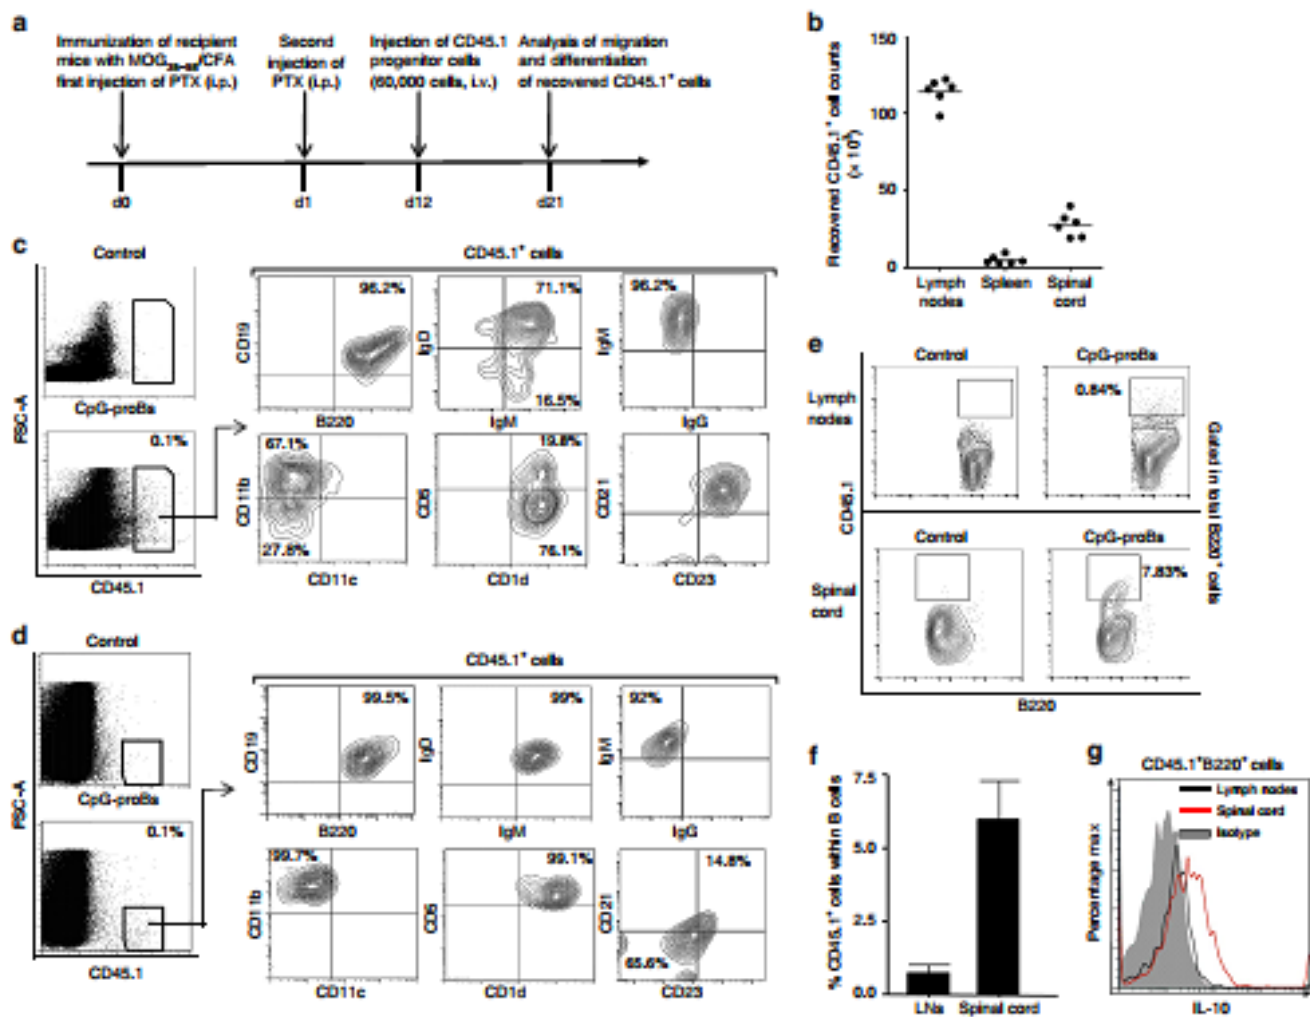 a
Immunization of recipient
mice with MOG35–55/CFA
first injection of PTX (i.p.)
Second
injection of
PTX (i.p.)
Injection of CD45.1
progenitor cells
(60,000 cells, i.v.)
Analysis of migration
and differentiation
of recovered CD45.1⁺ cells
d0
d1
d12
d21
b
Recovered CD45.1⁺ cell counts
(× 10³)
150
100
50
0
Lymph
nodes
Spleen
Spinal
cord
c
Control
CpG-proBs
0.1%
FSC-A
CD45.1
CD45.1⁺ cells
96.2%
CD19
B220
71.1%
16.5%
IgD
IgM
96.2%
IgM
IgG
67.1%
27.8%
CD11b
CD11c
19.8%
76.1%
CD5
CD1d
CD21
CD23
d
Control
CpG-proBs
0.1%
FSC-A
CD45.1
CD45.1⁺ cells
99.5%
CD19
B220
99%
IgD
IgM
92%
IgM
IgG
99.7%
CD11b
CD11c
99.1%
CD5
CD1d
14.8%
65.6%
CD21
CD23
e
Control
CpG-proBs
Lymph
nodes
0.84%
CD45.1
Control
CpG-proBs
Spinal
cord
7.83%
B220
Gated in total B220⁺ cells
f
% CD45.1⁺ cells within B cells
7.5
5.0
2.5
0.0
LNs
Spinal cord
g
CD45.1⁺B220⁺ cells
Lymph nodes
Spinal cord
Isotype
Percentage max
IL-10